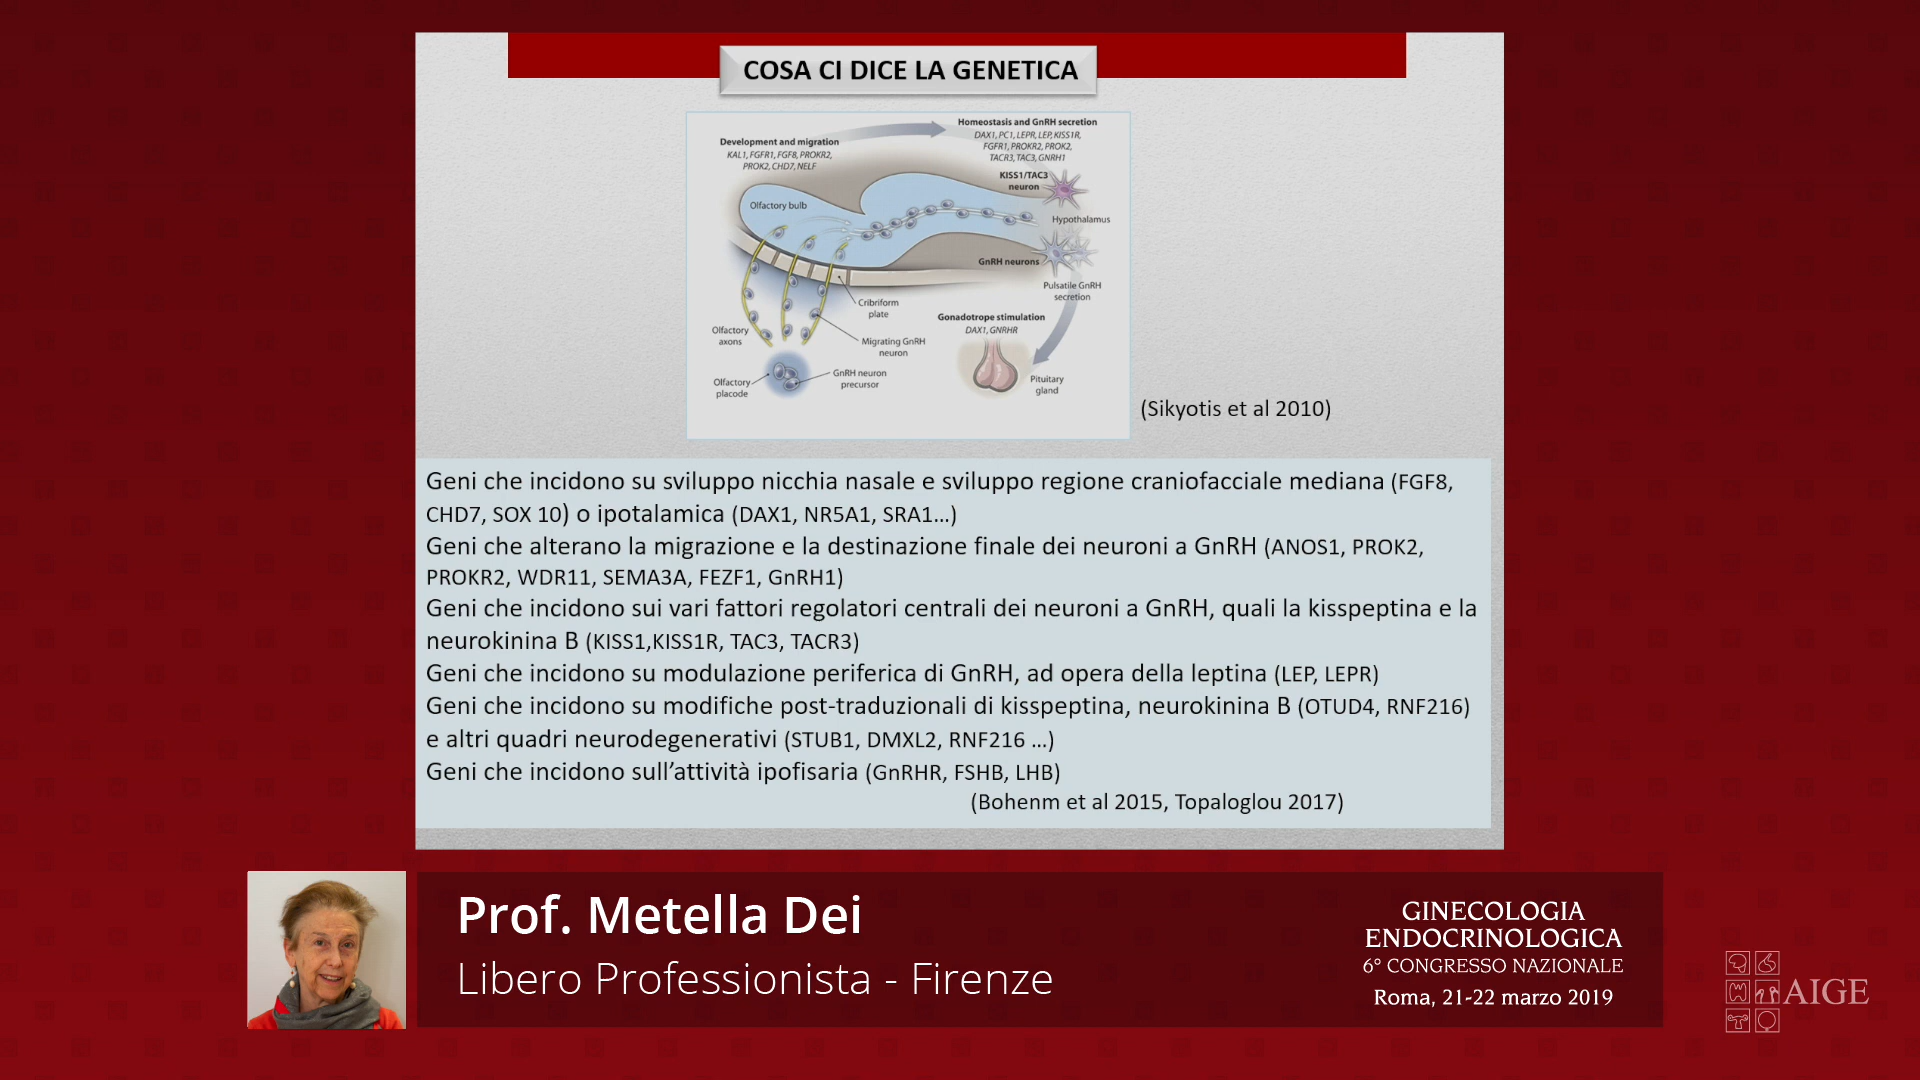 COSA CI DICE LA GENETICA
Development and migration
KAL1, FGFR1, FGF8, PROKR2,
PROK2, CHD7, NELF
Homeostasis and GnRH secretion
DAX1, PC1, LEPR, LEP, KISS1R,
FGFR1, PROKR2, PROK2,
TACR3, TAC3, GNRH1
KISS1/TAC3
neuron
Olfactory bulb
Hypothalamus
GnRH neurons
Pulsatile GnRH
secretion
Cribriform
plate
Gonadotrope stimulation
DAX1, GNRHR
Olfactory
axons
Migrating GnRH
neuron
GnRH neuron
precursor
Olfactory
placode
Pituitary
gland
(Sikyotis et al 2010)
Geni che incidono su sviluppo nicchia nasale e sviluppo regione craniofacciale mediana (FGF8,
CHD7, SOX 10) o ipotalamica (DAX1, NR5A1, SRA1...)
Geni che alterano la migrazione e la destinazione finale dei neuroni a GnRH (ANOS1, PROK2,
PROKR2, WDR11, SEMA3A, FEZF1, GnRH1)
Geni che incidono sui vari fattori regolatori centrali dei neuroni a GnRH, quali la kisspeptina e la
neurokinina B (KISS1,KISS1R, TAC3, TACR3)
Geni che incidono su modulazione periferica di GnRH, ad opera della leptina (LEP, LEPR)
Geni che incidono su modifiche post-traduzionali di kisspeptina, neurokinina B (OTUD4, RNF216)
e altri quadri neurodegenerativi (STUB1, DMXL2, RNF216 ...)
Geni che incidono sull'attività ipofisaria (GnRHR, FSHB, LHB)
(Bohenm et al 2015, Topaloglou 2017)
Prof. Metella Dei
Libero Professionista - Firenze
GINECOLOGIA
ENDOCRINOLOGICA
6° CONGRESSO NAZIONALE
Roma, 21-22 marzo 2019
AIGE